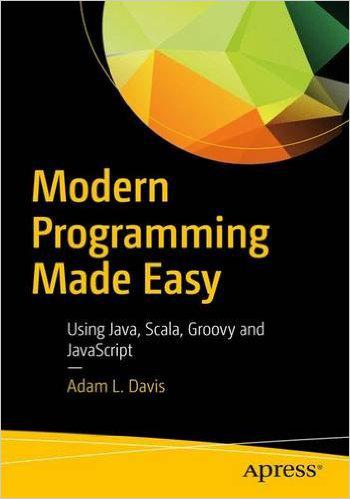 Modern
Programming
Made Easy
Using Java, Scala, Groovy and
JavaScript
—
Adam L. Davis
Apress®